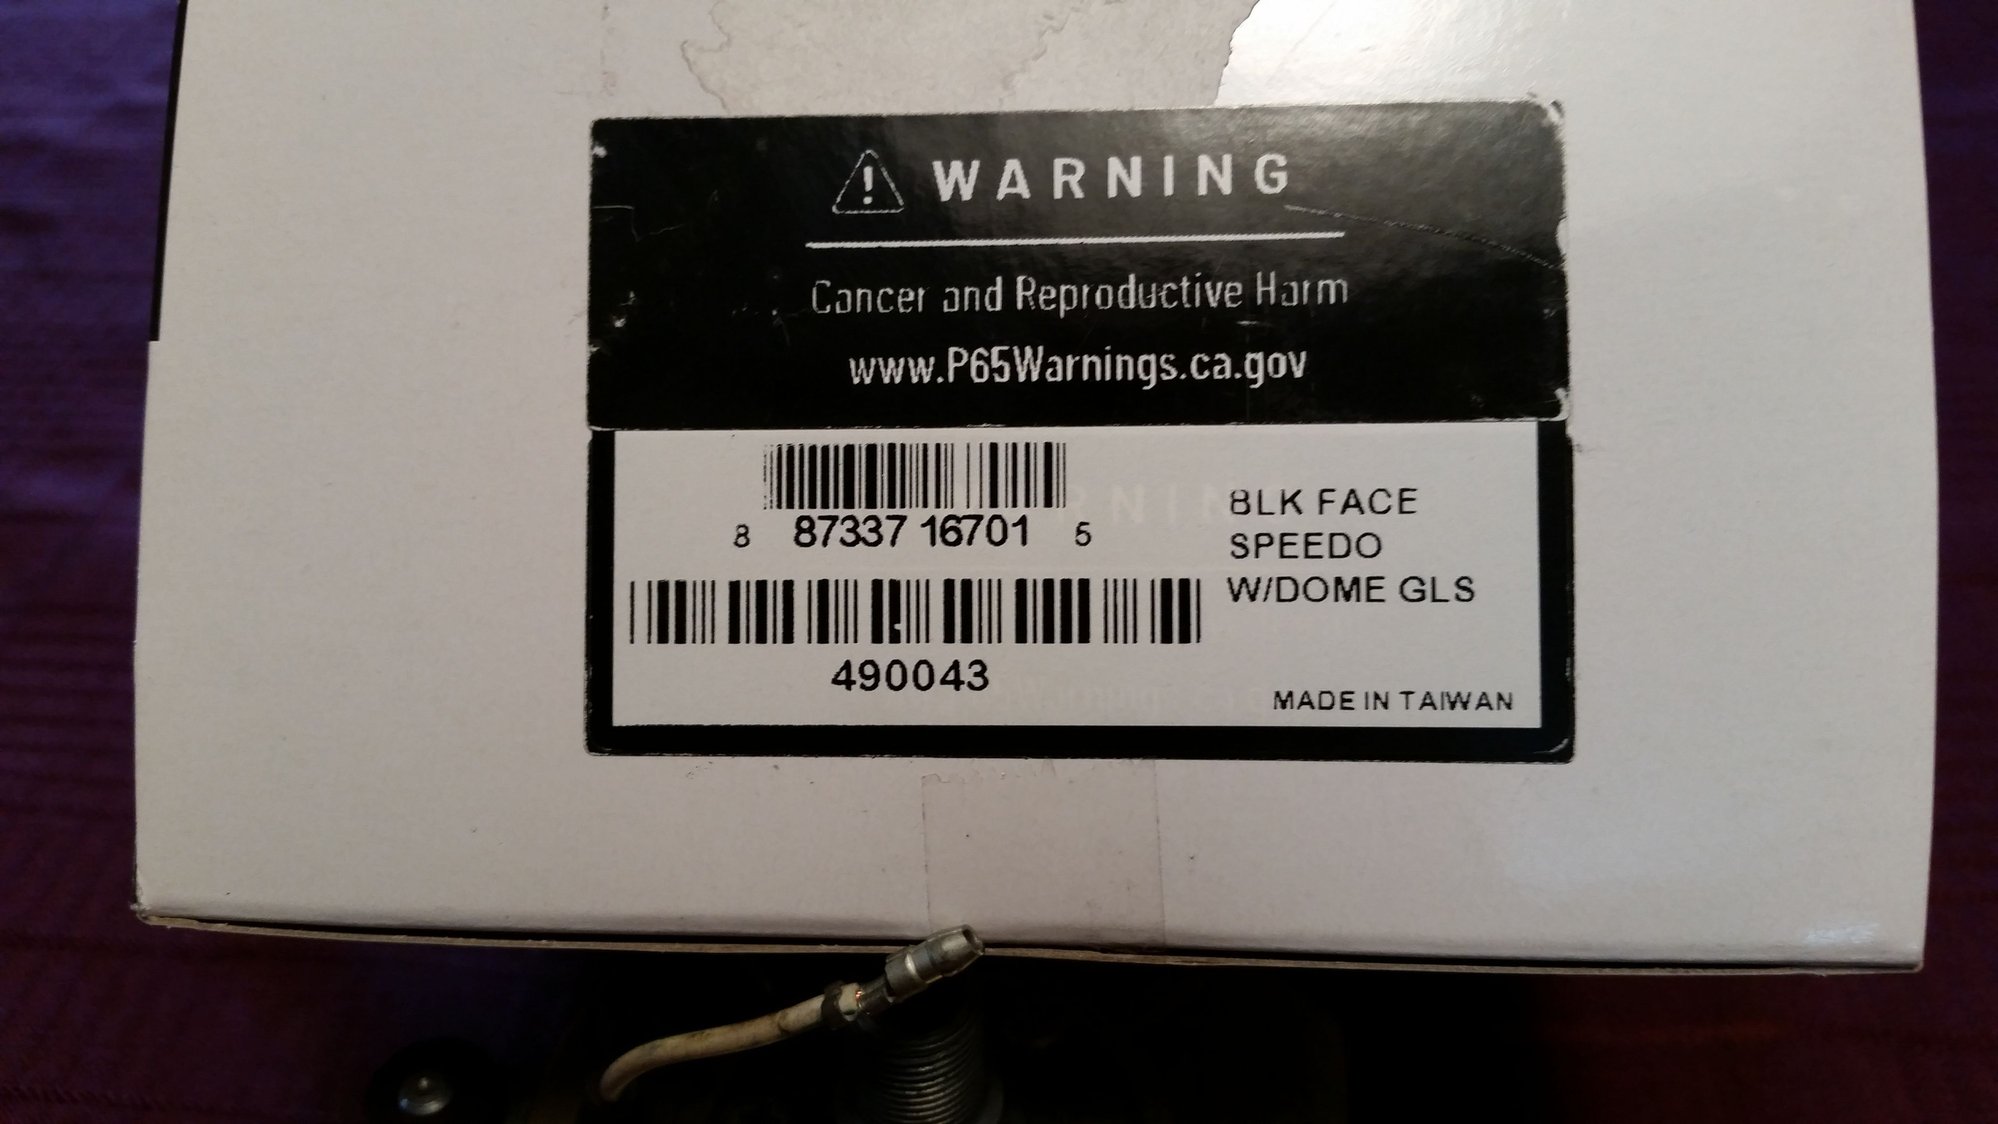 ! WARNING
Cancer and Reproductive Harm
www.P65Warnings.ca.gov
8 87337 16701 5
BLK FACE
SPEEDO
W/DOME GLS
490043
MADE IN TAIWAN